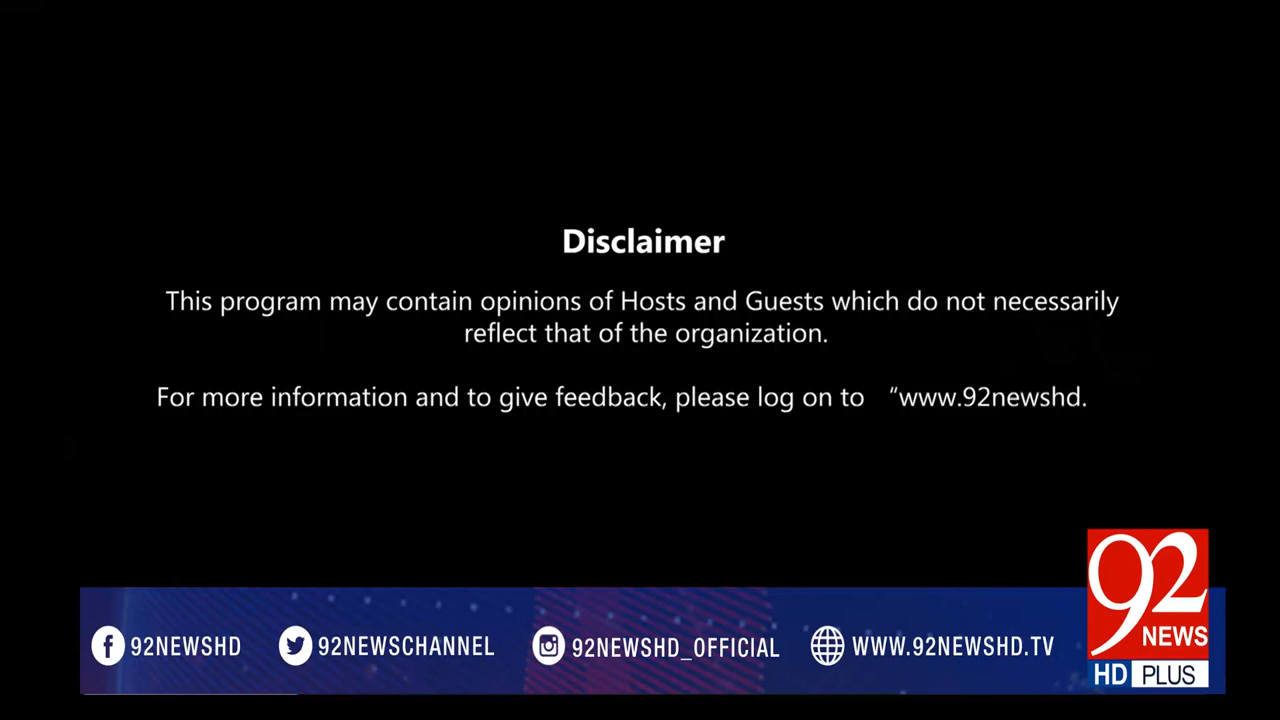 Disclaimer
This program may contain opinions of Hosts and Guests which do not necessarily
reflect that of the organization.
For more information and to give feedback, please log on to “www.92newshd.
92NEWSHD
92NEWSCHANNEL
92NEWSHD_OFFICIAL
WWW.92NEWSHD.TV
92
NEWS
HD PLUS